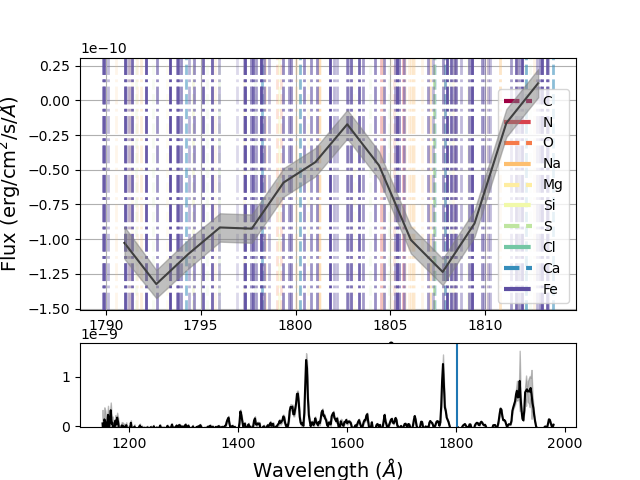 1e−10
0.25
0.00
−0.25
−0.50
−0.75
−1.00
−1.25
−1.50
Flux (erg/cm²/s/Å)
C
N
O
Na
Mg
Si
S
Cl
Ca
Fe
1790 1795 1800 1805 1810
1e−9
1
0
1200 1400 1600 1800 2000
Wavelength (Å)